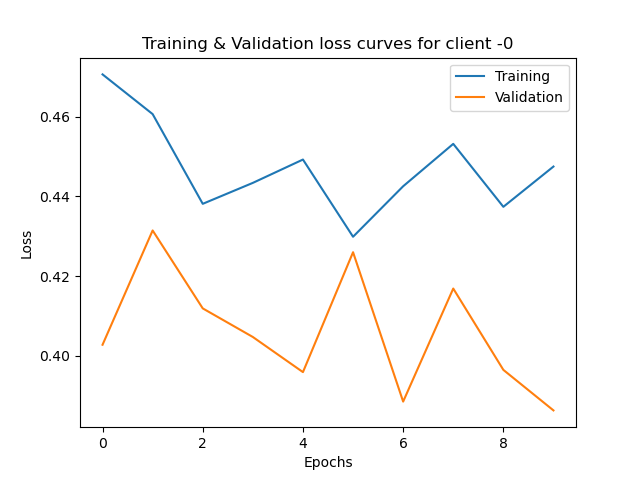 Training & Validation loss curves for client -0
Training
Validation
0.46
0.44
0.42
0.40
Loss
0 2 4 6 8
Epochs